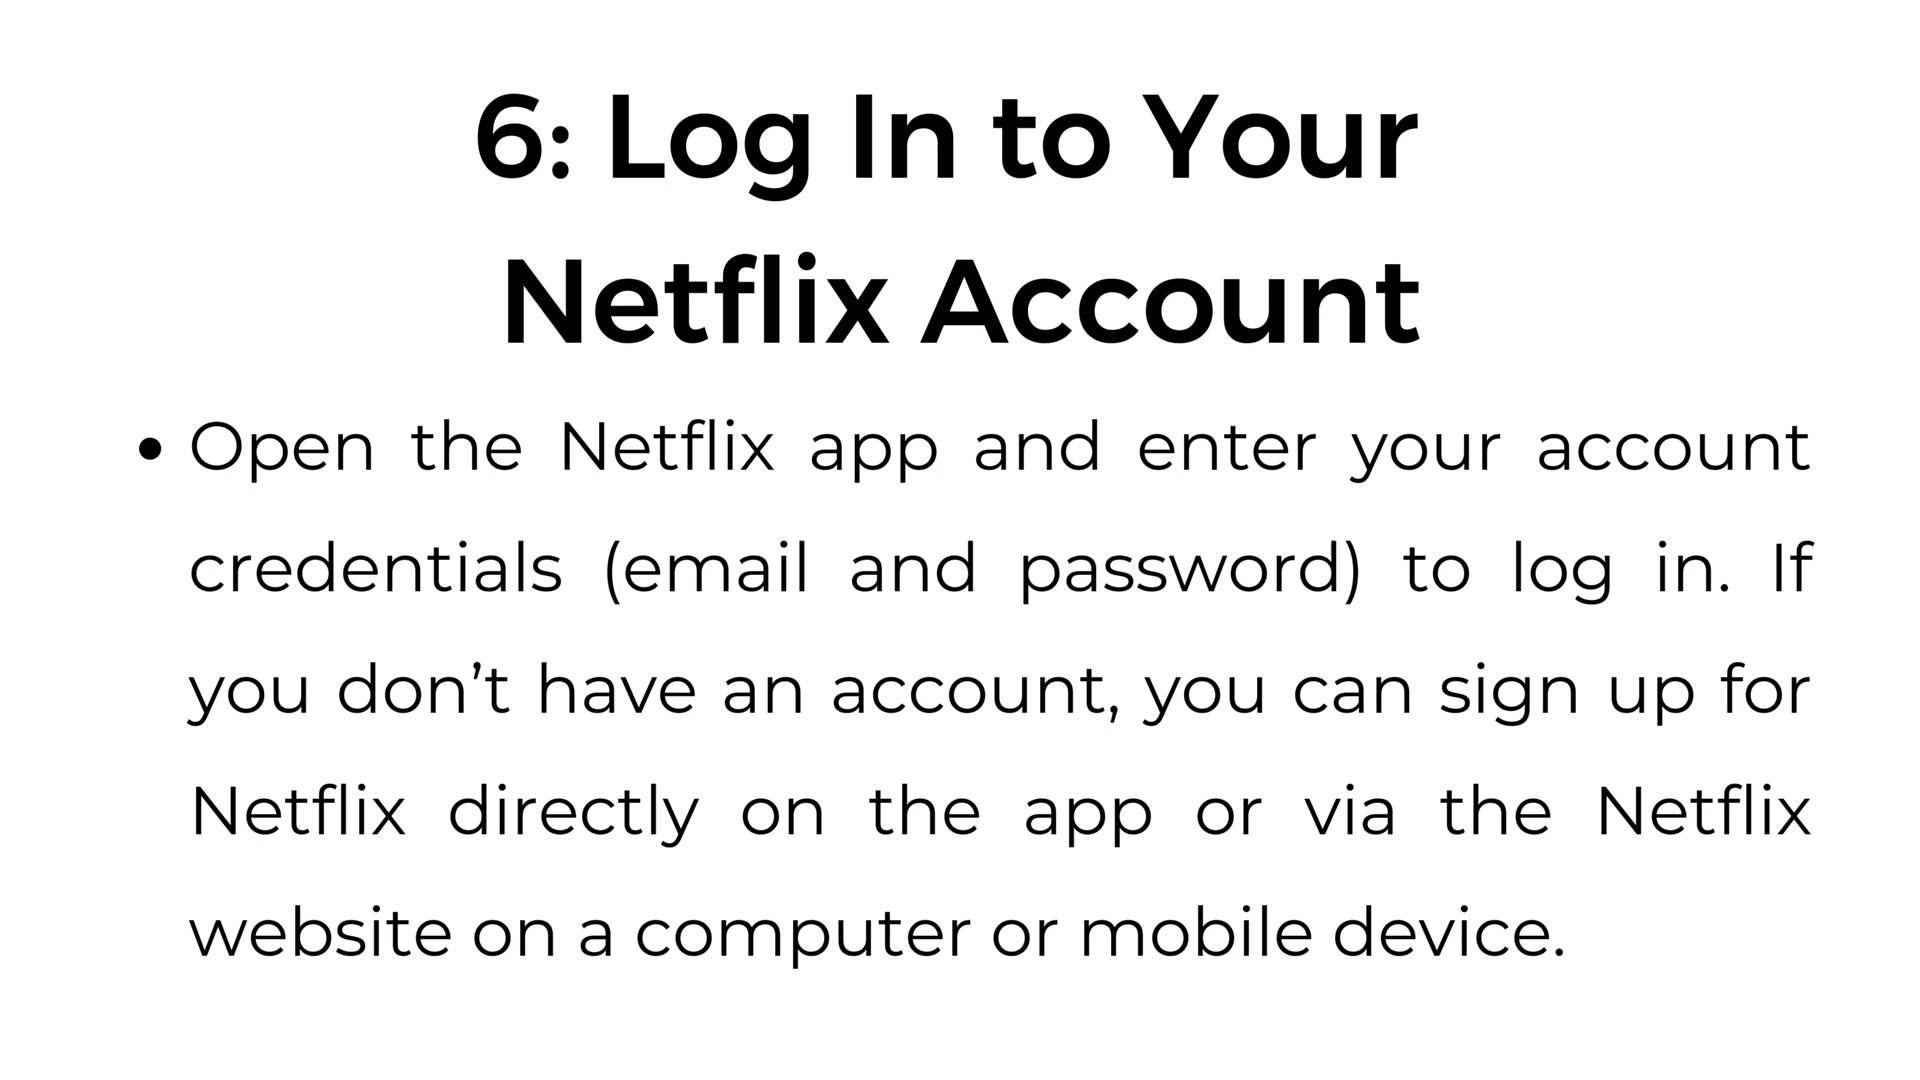 6: Log In to Your
Netflix Account
• Open the Netflix app and enter your account
credentials (email and password) to log in. If
you don’t have an account, you can sign up for
Netflix directly on the app or via the Netflix
website on a computer or mobile device.